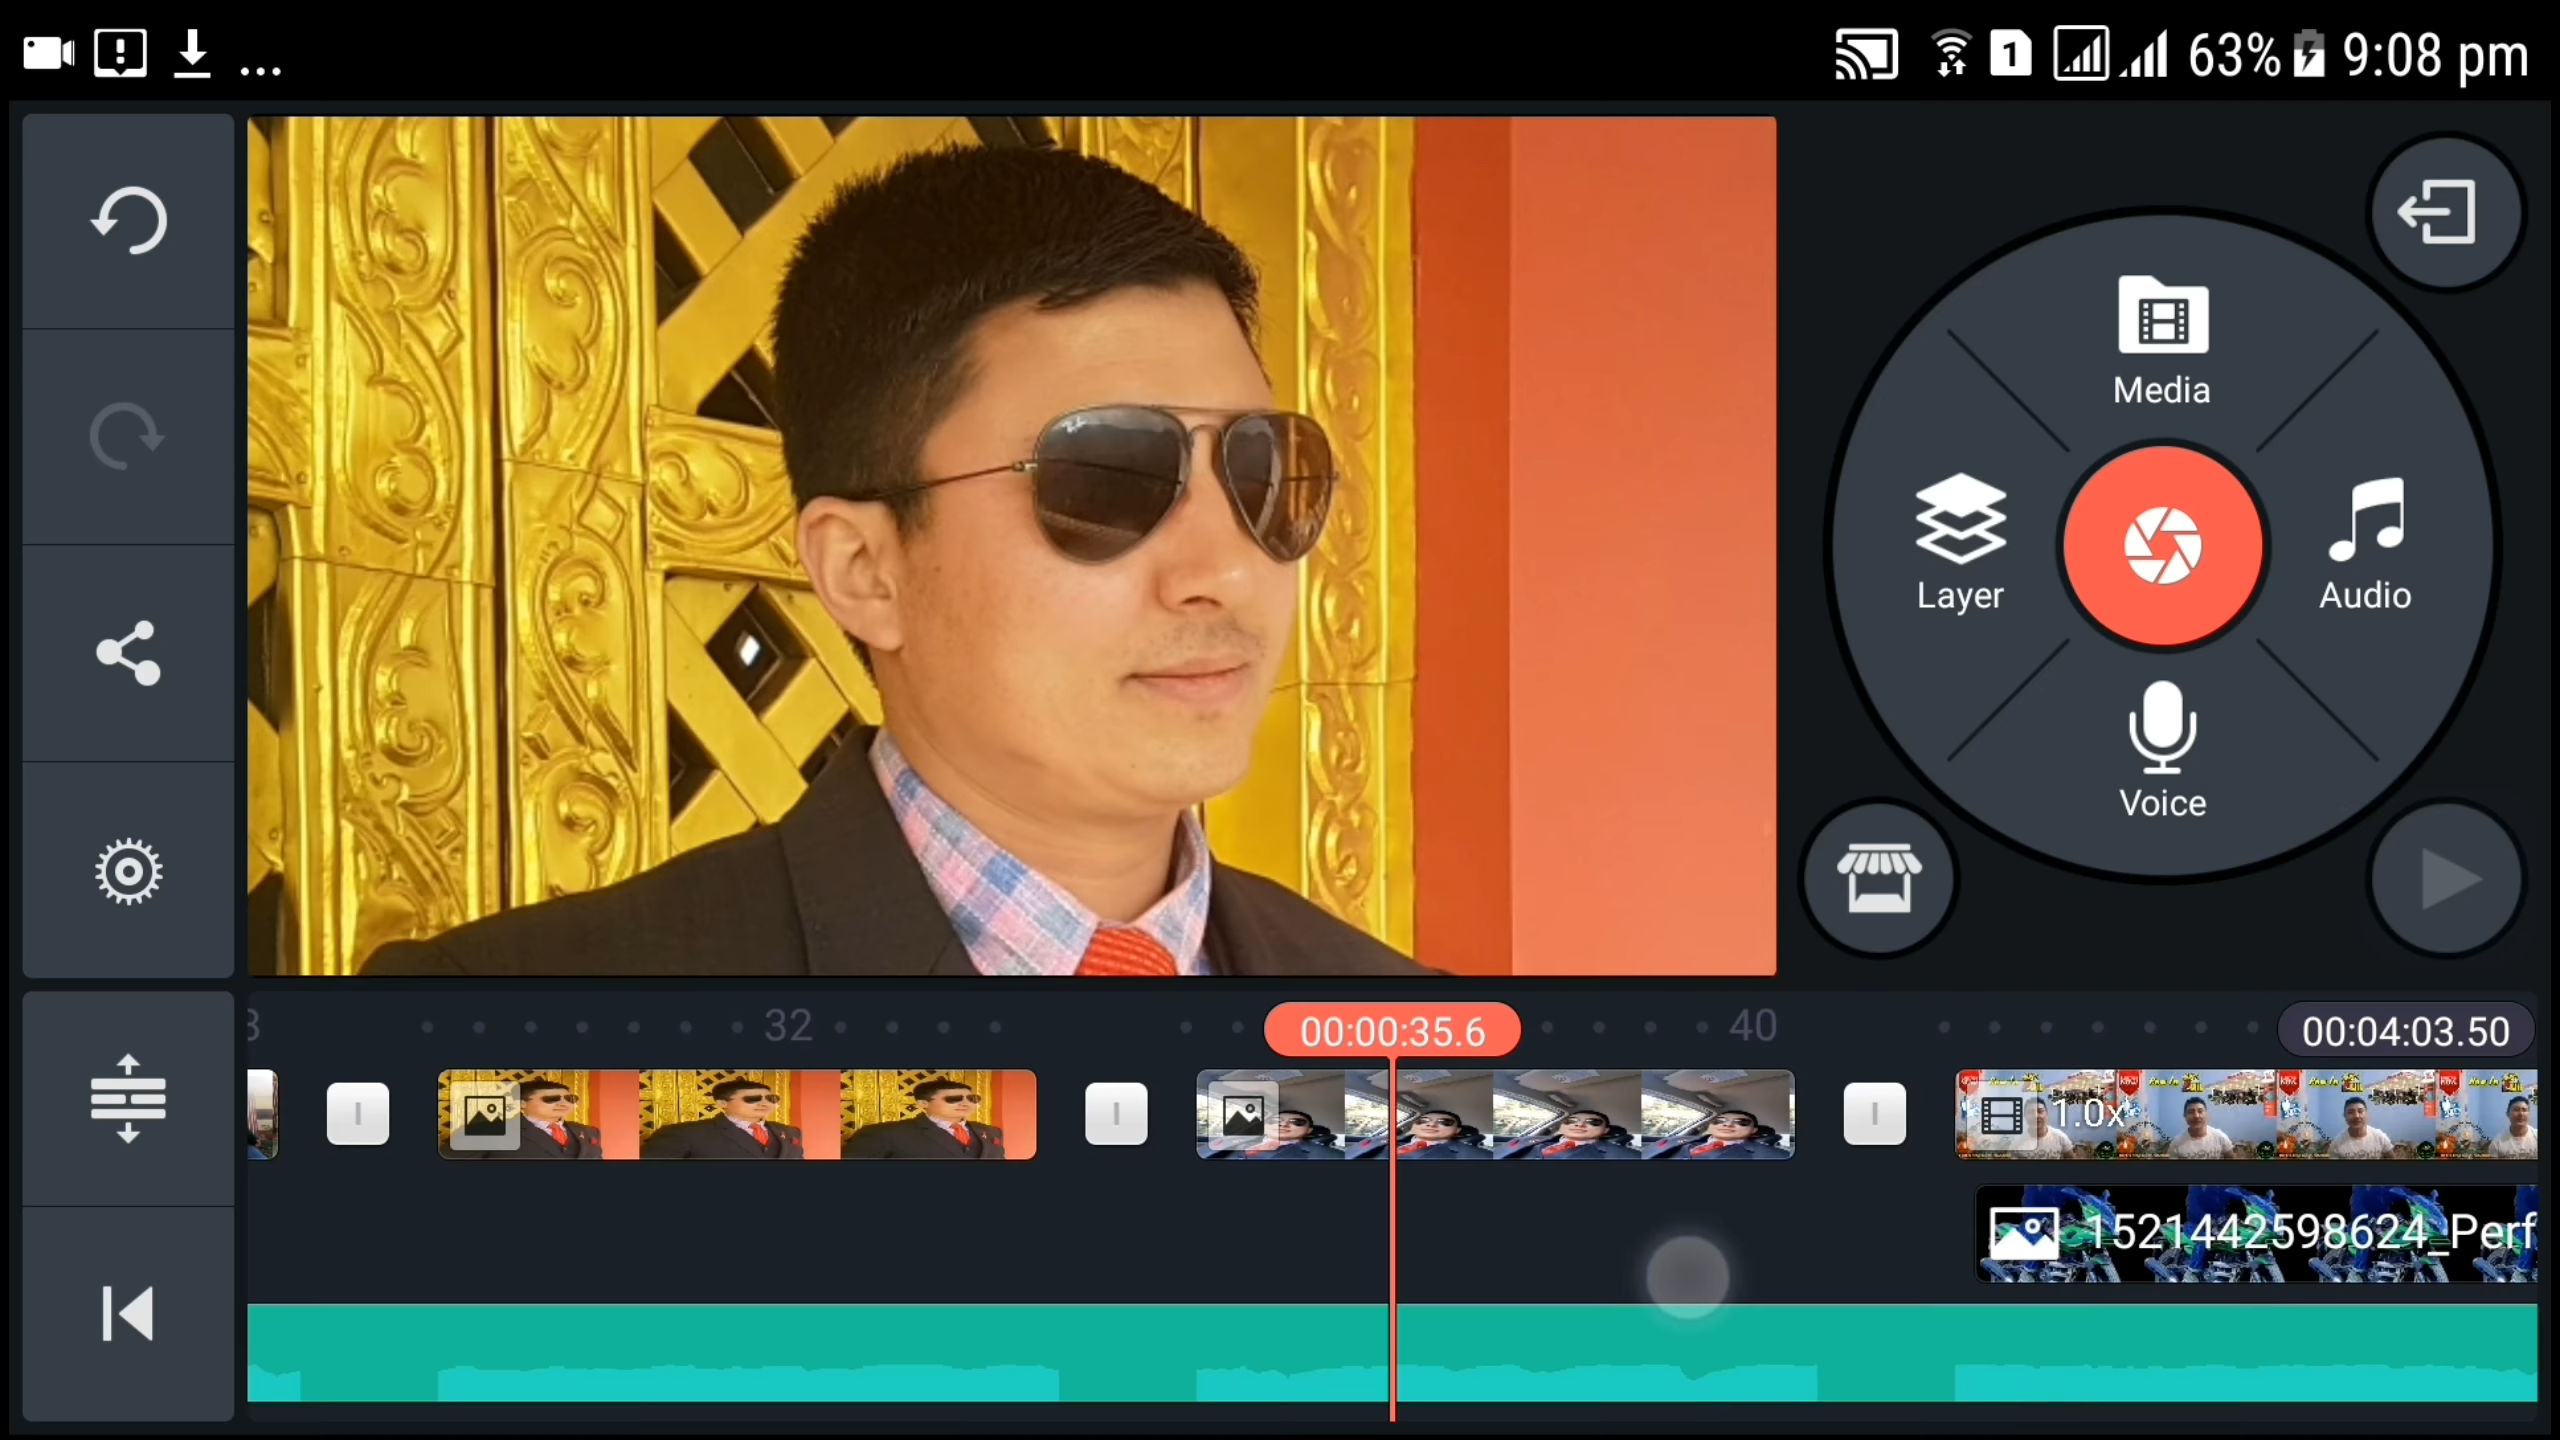 63% 9:08 pm
1
Media
Layer
Audio
Voice
32
00:00:35.6
40
00:04:03.50
1.0x
1521442598624_Perf